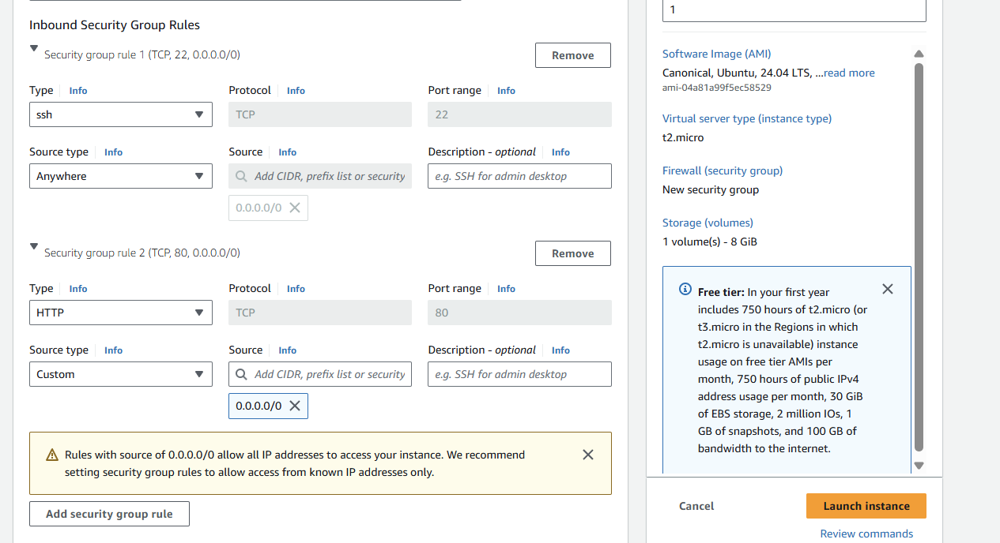 Inbound Security Group Rules
Security group rule 1 (TCP, 22, 0.0.0.0/0)
Remove
Type Info
Protocol Info
Port range Info
ssh
TCP
22
Source type Info
Source Info
Description - optional Info
Anywhere
Add CIDR, prefix list or security
e.g. SSH for admin desktop
0.0.0.0/0
Security group rule 2 (TCP, 80, 0.0.0.0/0)
Remove
Type Info
Protocol Info
Port range Info
HTTP
TCP
80
Source type Info
Source Info
Description - optional Info
Custom
Add CIDR, prefix list or security
e.g. SSH for admin desktop
0.0.0.0/0
Rules with source of 0.0.0.0/0 allow all IP addresses to access your instance. We recommend
setting security group rules to allow access from known IP addresses only.
Add security group rule
1
Software Image (AMI)
Canonical, Ubuntu, 24.04 LTS, ...read more
ami-04a81a99f5ec58529
Virtual server type (instance type)
t2.micro
Firewall (security group)
New security group
Storage (volumes)
1 volume(s) - 8 GiB
Free tier: In your first year
includes 750 hours of t2.micro (or
t3.micro in the Regions in which
t2.micro is unavailable) instance
usage on free tier AMIs per
month, 750 hours of public IPv4
address usage per month, 30 GiB
of EBS storage, 2 million IOs, 1
GB of snapshots, and 100 GB of
bandwidth to the internet.
Cancel
Launch instance
Review commands